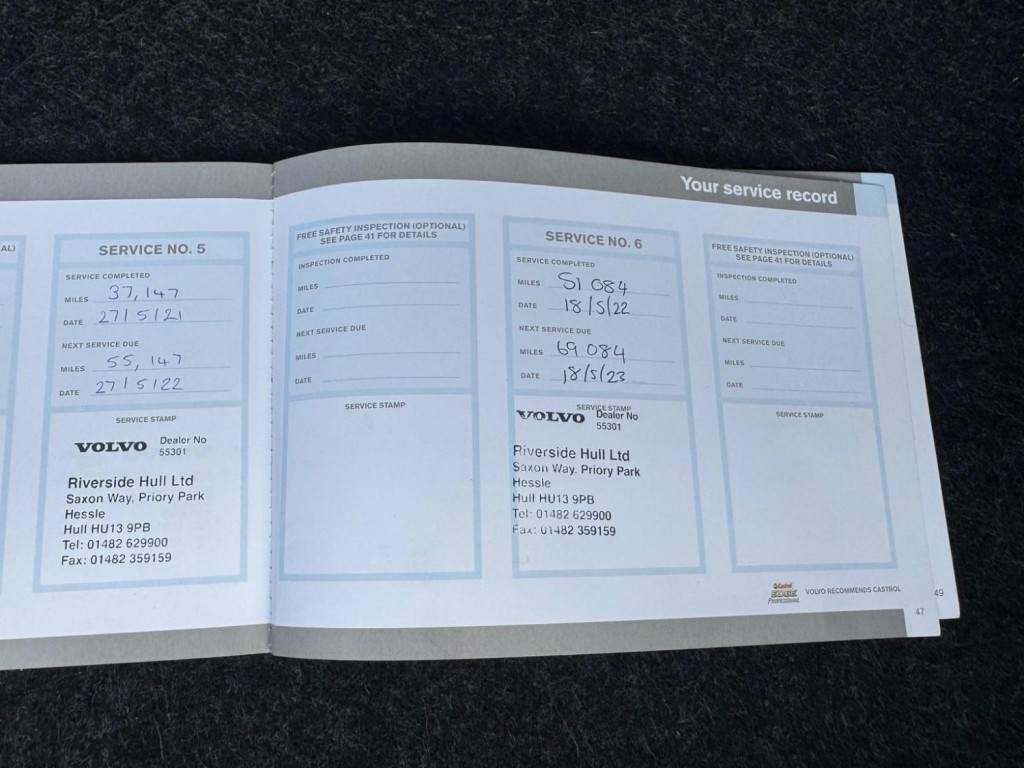 Your service record
AL)
SERVICE NO. 5
SERVICE COMPLETED
MILES 37,147
DATE 27/5/21
NEXT SERVICE DUE
MILES 55,147
DATE 27/5/22
SERVICE STAMP
VOLVO Dealer No
55301
Riverside Hull Ltd
Saxon Way, Priory Park
Hessle
Hull HU13 9PB
Tel: 01482 629900
Fax: 01482 359159
FREE SAFETY INSPECTION (OPTIONAL)
SEE PAGE 41 FOR DETAILS
INSPECTION COMPLETED
MILES
DATE
NEXT SERVICE DUE
MILES
DATE
SERVICE STAMP
SERVICE NO. 6
SERVICE COMPLETED
MILES 51 084
DATE 18/5/22
NEXT SERVICE DUE
MILES 69 084
DATE 18/5/23
SERVICE STAMP
VOLVO Dealer No
55301
Riverside Hull Ltd
Saxon Way, Priory Park
Hessle
Hull HU13 9PB
Tel: 01482 629900
Fax: 01482 359159
FREE SAFETY INSPECTION (OPTIONAL)
SEE PAGE 41 FOR DETAILS
INSPECTION COMPLETED
MILES
DATE
NEXT SERVICE DUE
MILES
DATE
SERVICE STAMP
Castrol
EDGE
Professional
VOLVO RECOMMENDS CASTROL
47
49